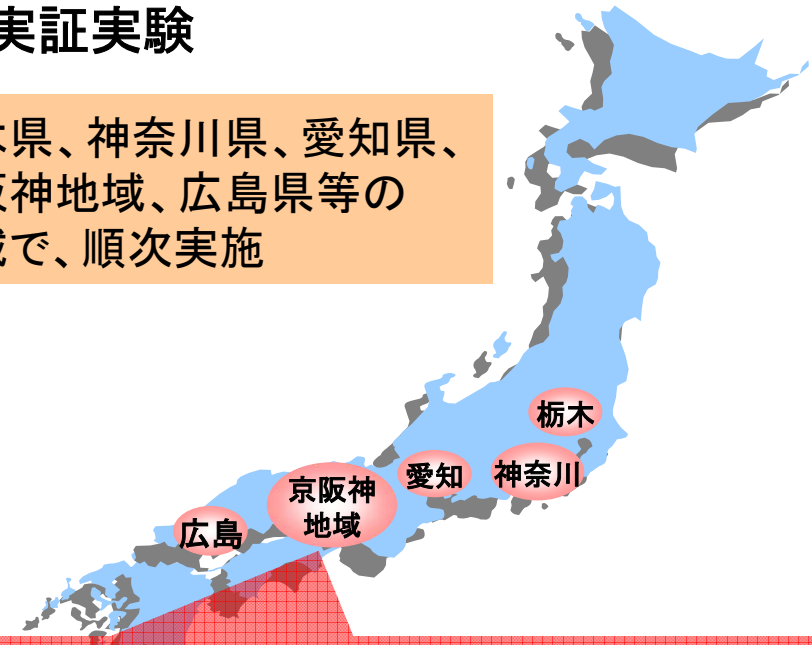 実証実験
木県、神奈川県、愛知県、
阪神地域、広島県等の
域で、順次実施
栃木
神奈川
愛知
京阪神
地域
広島